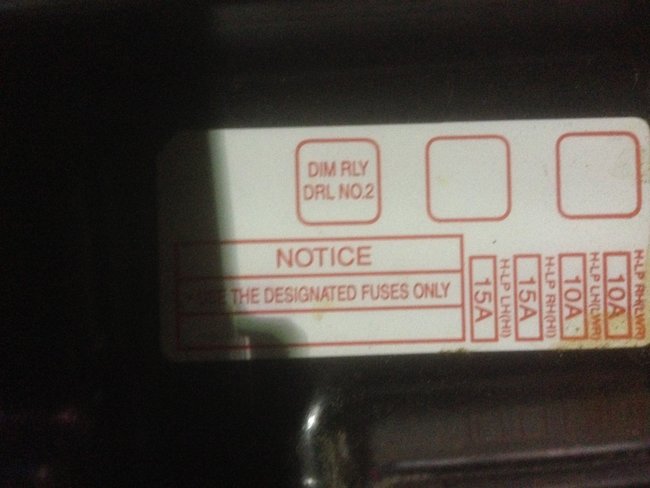 DIM RLY
DRL NO.2
NOTICE
• USE THE DESIGNATED FUSES ONLY
H-LP RH(LWR)
10A
H-LP LH(LWR)
10A
H-LP RH(HI)
15A
H-LP LH(HI)
15A